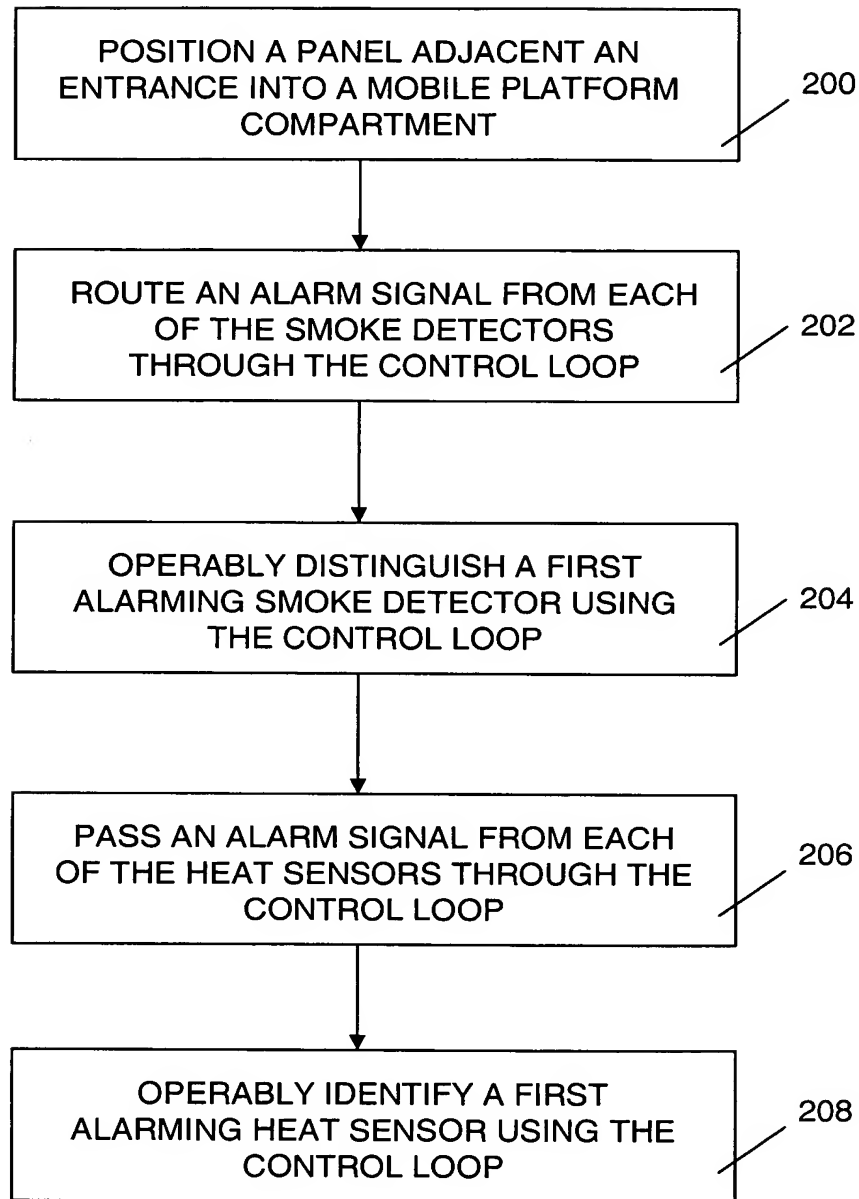 POSITION A PANEL ADJACENT AN
ENTRANCE INTO A MOBILE PLATFORM
COMPARTMENT
200
ROUTE AN ALARM SIGNAL FROM EACH
OF THE SMOKE DETECTORS
THROUGH THE CONTROL LOOP
202
OPERABLY DISTINGUISH A FIRST
ALARMING SMOKE DETECTOR USING
THE CONTROL LOOP
204
PASS AN ALARM SIGNAL FROM EACH
OF THE HEAT SENSORS THROUGH THE
CONTROL LOOP
206
OPERABLY IDENTIFY A FIRST
ALARMING HEAT SENSOR USING THE
CONTROL LOOP
208